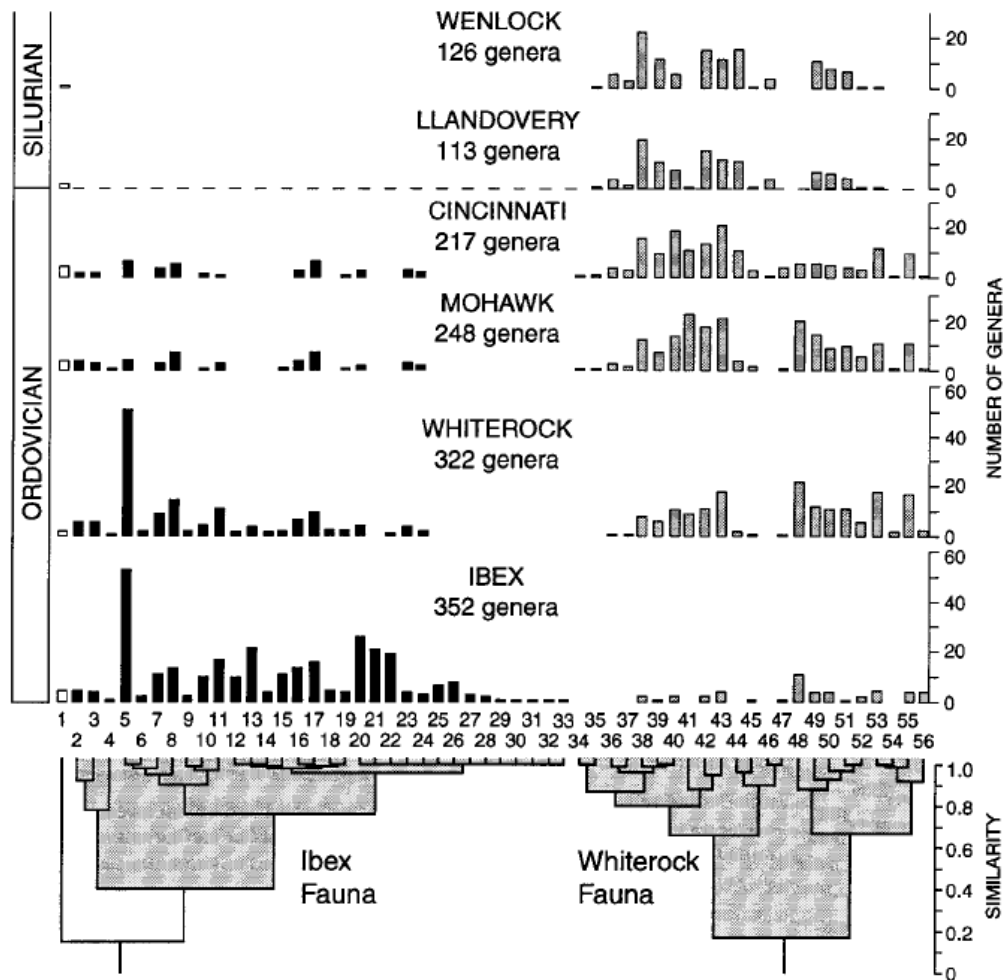 SILURIAN
ORDOVICIAN
WENLOCK
126 genera
20
0
LLANDOVERY
113 genera
20
0
CINCINNATI
217 genera
20
0
MOHAWK
248 genera
20
0
WHITEROCK
322 genera
60
40
20
0
IBEX
352 genera
60
40
20
0
NUMBER OF GENERA
1 3 5 7 9 11 13 15 17 19 21 23 25 27 29 31 33 35 37 39 41 43 45 47 49 51 53 55
2 4 6 8 10 12 14 16 18 20 22 24 26 28 30 32 34 36 38 40 42 44 46 48 50 52 54 56
1.0
0.8
0.6
0.4
0.2
0
SIMILARITY
Ibex
Fauna
Whiterock
Fauna